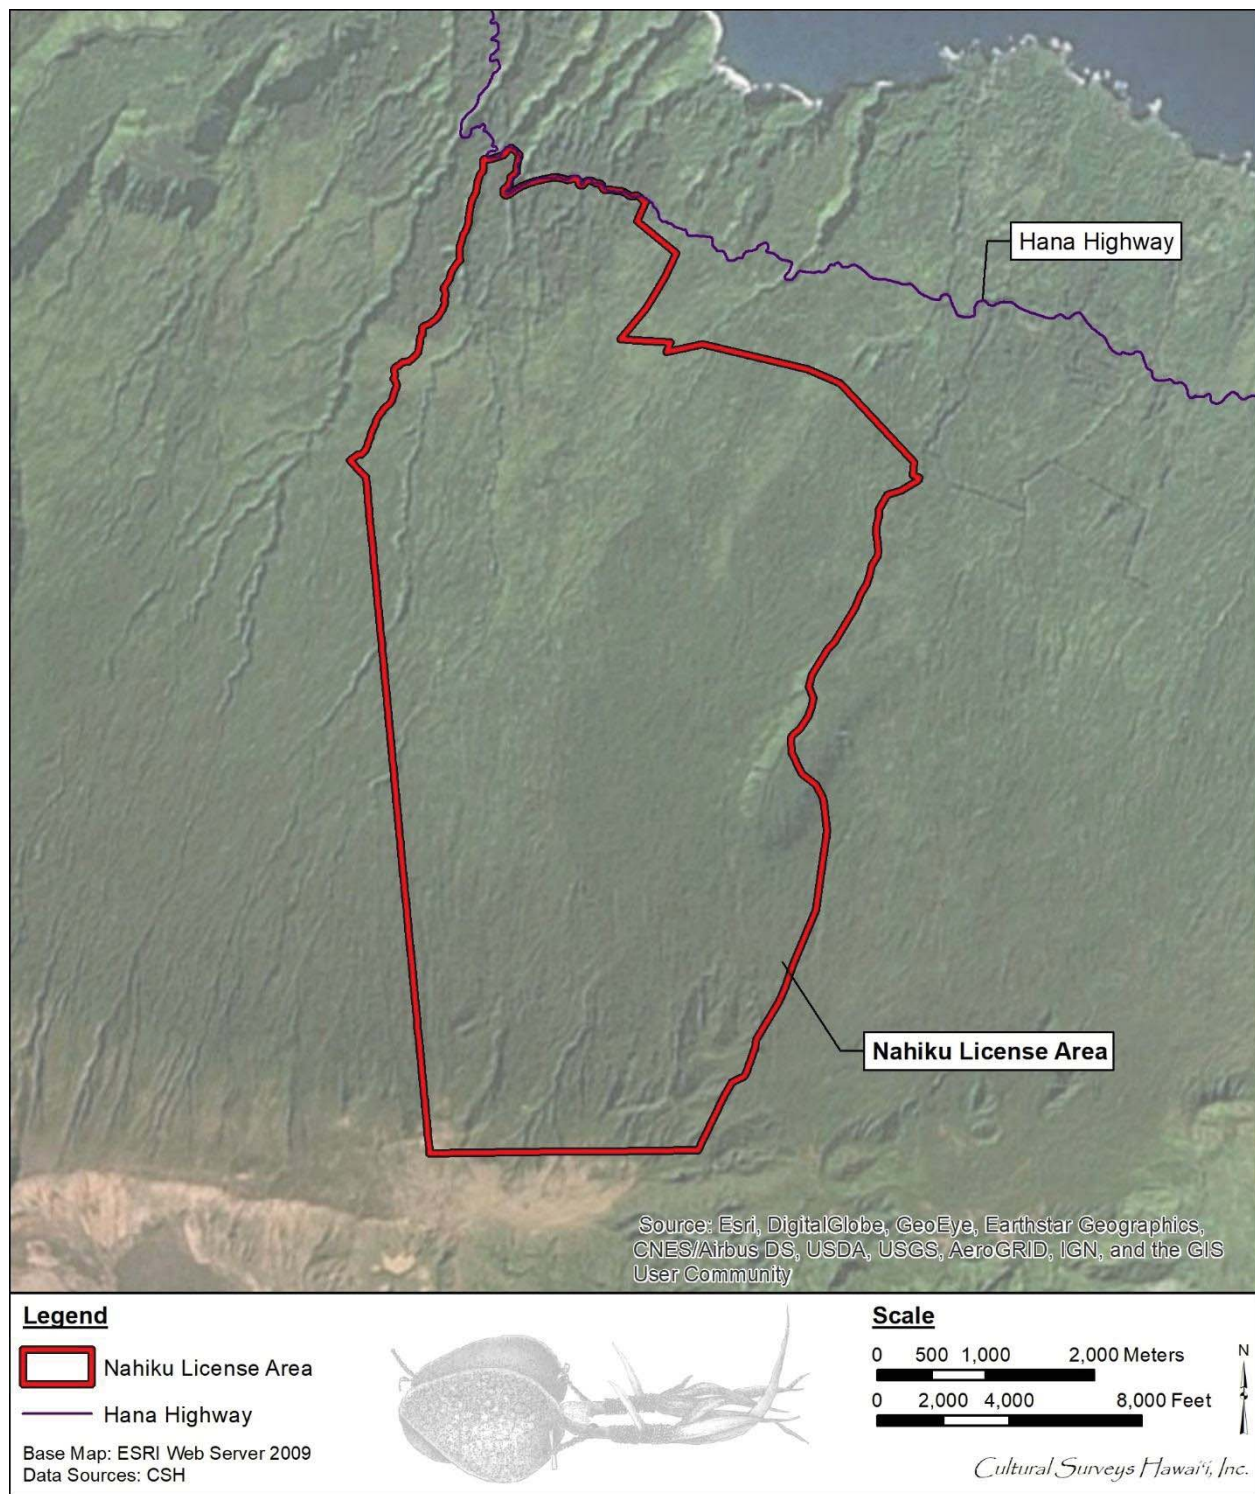 Hana Highway
Nahiku License Area
Source: Esri, DigitalGlobe, GeoEye, Earthstar Geographics,
CNES/Airbus DS, USDA, USGS, AeroGRID, IGN, and the GIS
User Community
Legend
Nahiku License Area
Hana Highway
Base Map: ESRI Web Server 2009
Data Sources: CSH
Scale
0 500 1,000 2,000 Meters
0 2,000 4,000 8,000 Feet
N
Cultural Surveys Hawai‘i, Inc.